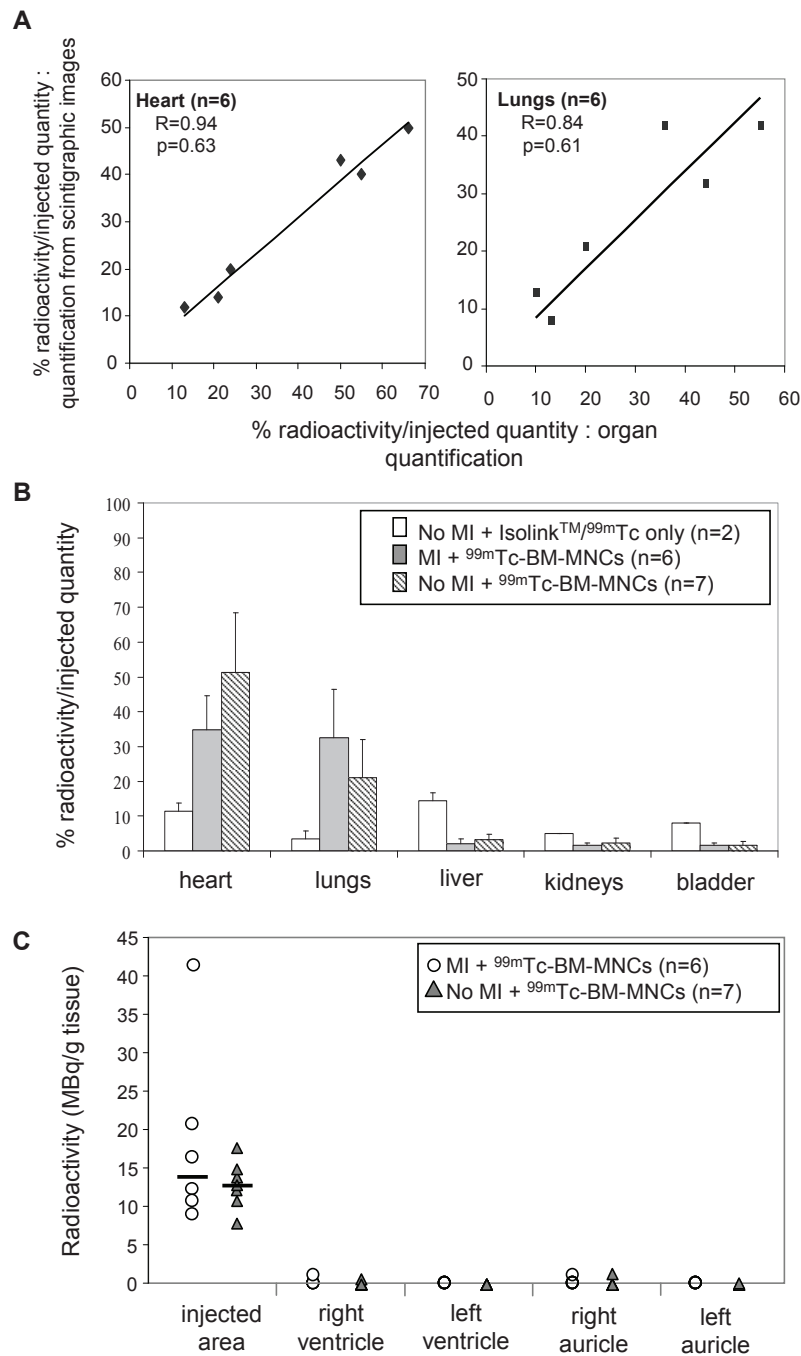 A
% radioactivity/injected quantity :
quantification from scintigraphic images
60
50
40
30
20
10
0
Heart (n=6)
R=0.94
p=0.63
0 10 20 30 40 50 60 70
50
40
30
20
10
0
Lungs (n=6)
R=0.84
p=0.61
0 10 20 30 40 50 60
% radioactivity/injected quantity : organ
quantification
B
% radioactivity/injected quantity
100
90
80
70
60
50
40
30
20
10
0
No MI + Isolink™/99mTc only (n=2)
MI + 99mTc-BM-MNCs (n=6)
No MI + 99mTc-BM-MNCs (n=7)
heart lungs liver kidneys bladder
C
Radioactivity (MBq/g tissue)
45
40
35
30
25
20
15
10
5
0
MI + 99mTc-BM-MNCs (n=6)
No MI + 99mTc-BM-MNCs (n=7)
injected right left right left
area ventricle ventricle auricle auricle